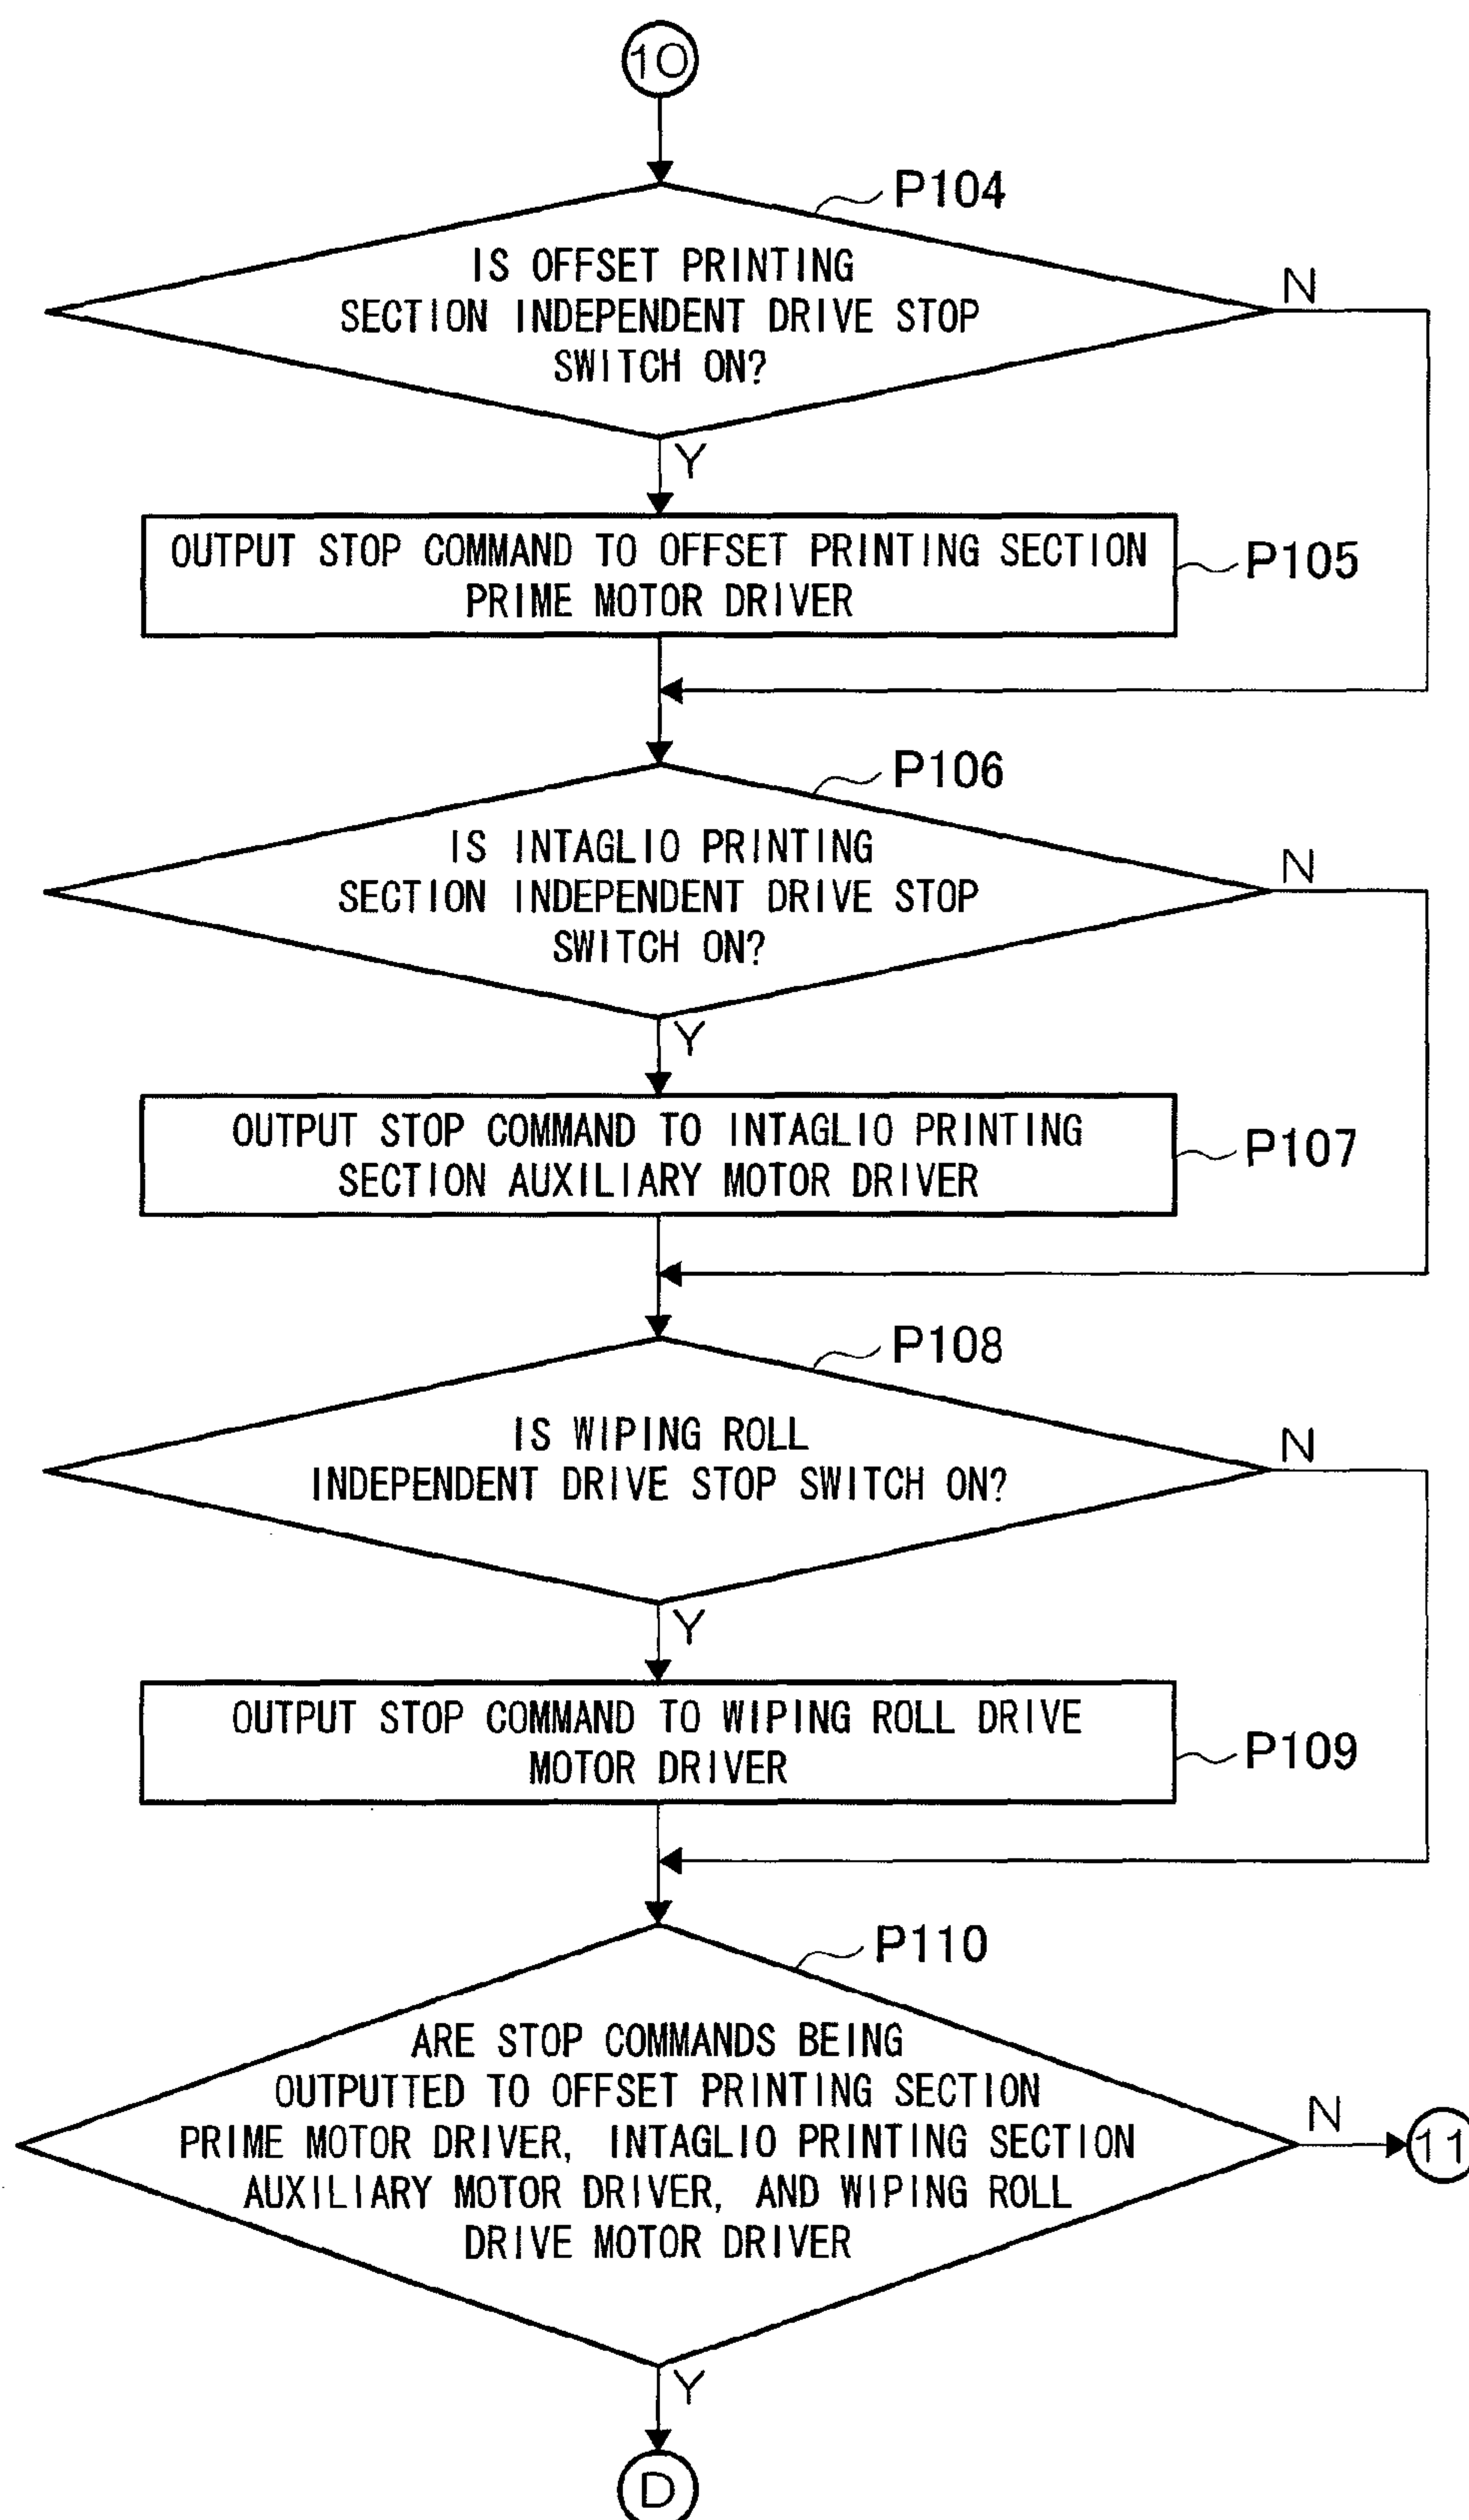 10
P104
IS OFFSET PRINTING
SECTION INDEPENDENT DRIVE STOP
SWITCH ON?
N
Y
OUTPUT STOP COMMAND TO OFFSET PRINTING SECTION
PRIME MOTOR DRIVER
P105
P106
IS INTAGLIO PRINTING
SECTION INDEPENDENT DRIVE STOP
SWITCH ON?
N
Y
OUTPUT STOP COMMAND TO INTAGLIO PRINTING
SECTION AUXILIARY MOTOR DRIVER
P107
P108
IS WIPING ROLL
INDEPENDENT DRIVE STOP SWITCH ON?
N
Y
OUTPUT STOP COMMAND TO WIPING ROLL DRIVE
MOTOR DRIVER
P109
P110
ARE STOP COMMANDS BEING
OUTPUTTED TO OFFSET PRINTING SECTION
PRIME MOTOR DRIVER, INTAGLIO PRINTING SECTION
AUXILIARY MOTOR DRIVER, AND WIPING ROLL
DRIVE MOTOR DRIVER
N
11
Y
D